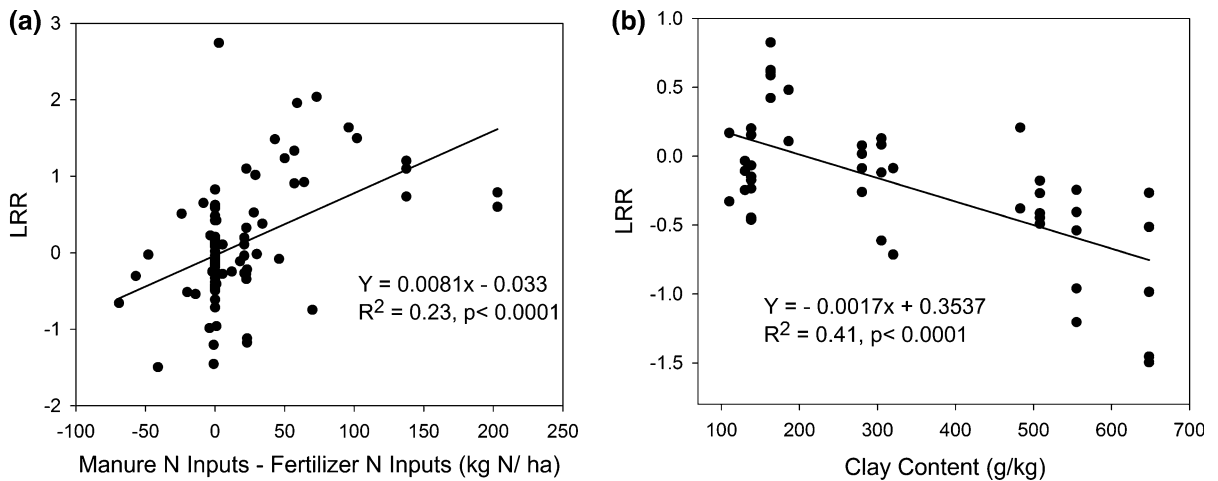 (a)
3
2
1
0
-1
-2
LRR
Y = 0.0081x - 0.033
R² = 0.23, p< 0.0001
-100 -50 0 50 100 150 200 250
Manure N Inputs - Fertilizer N Inputs (kg N/ ha)
(b)
1.0
0.5
0.0
-0.5
-1.0
-1.5
LRR
Y = - 0.0017x + 0.3537
R² = 0.41, p< 0.0001
100 200 300 400 500 600 700
Clay Content (g/kg)